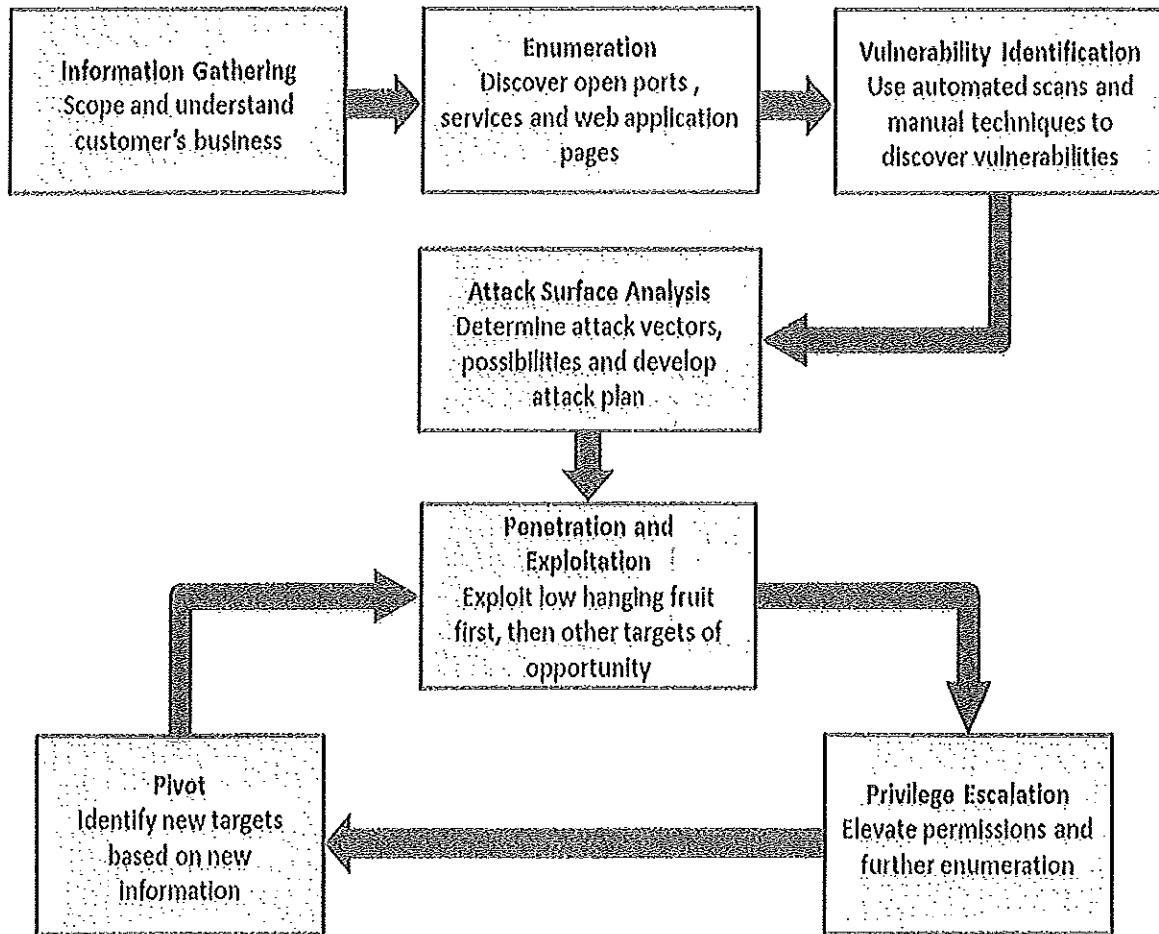 Information Gathering
Scope and understand
customer's business
Enumeration
Discover open ports ,
services and web application
pages
Vulnerability Identification
Use automated scans and
manual techniques to
discover vulnerabilities
Attack Surface Analysis
Determine attack vectors,
possibilities and develop
attack plan
Penetration and
Exploitation
Exploit low hanging fruit
first, then other targets of
opportunity
Privilege Escalation
Elevate permissions and
further enumeration
Pivot
Identify new targets
based on new
information